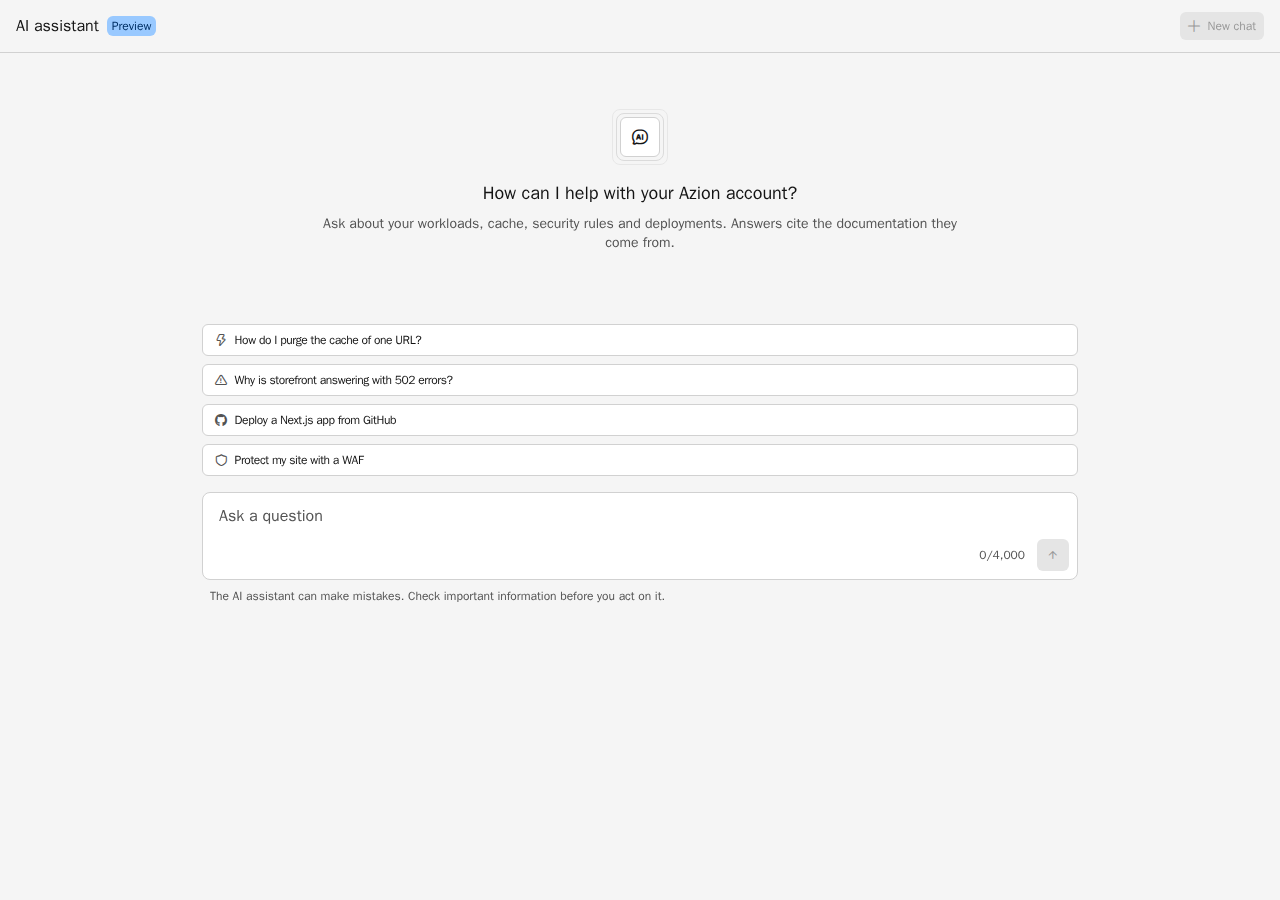 AI assistant Preview
New chat
AI
How can I help with your Azion account?
Ask about your workloads, cache, security rules and deployments. Answers cite the documentation they
come from.
How do I purge the cache of one URL?
Why is storefront answering with 502 errors?
Deploy a Next.js app from GitHub
Protect my site with a WAF
Ask a question
0/4,000
The AI assistant can make mistakes. Check important information before you act on it.